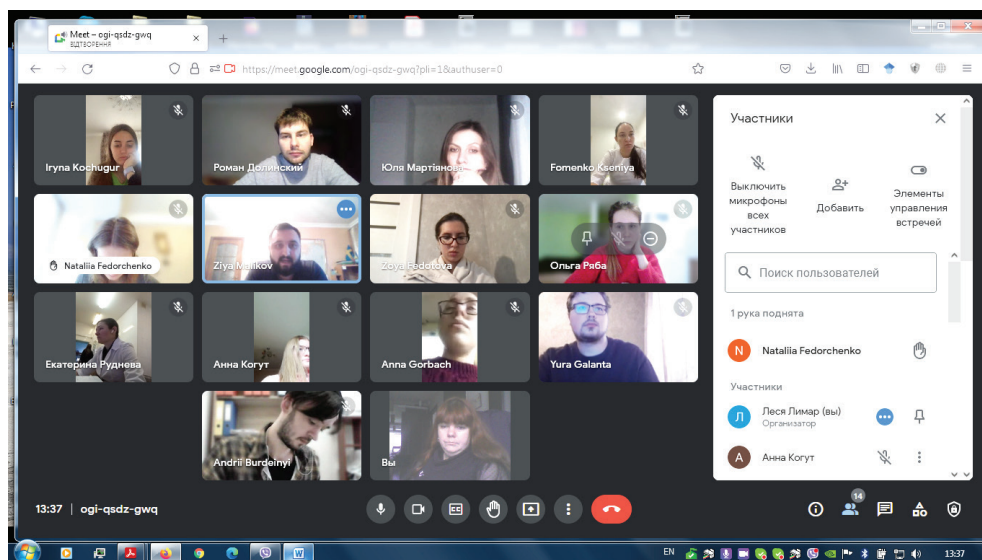 Meet – ogi-qsdz-gwq
ВІДТВОРЕННЯ
https://meet.google.com/ogi-qsdz-gwq?pli=1&authuser=0
Iryna Kochugur
Роман Долинский
Юля Мартіянова
Fomenko Kseniya
Nataliia Fedorchenko
Ziya Malikov
Zoya Fedotova
Ольга Ряба
Екатерина Руднева
Анна Когут
Anna Gorbach
Yura Galanta
Andrii Burdeinyi
Вы
Участники
Выключить микрофоны всех участников
Добавить
Элементы управления встречей
Поиск пользователей
1 рука поднята
N Nataliia Fedorchenko
Участники
Л Леся Лимар (вы)
Организатор
А Анна Когут
13:37 | ogi-qsdz-gwq
CC
14
W
EN
13:37